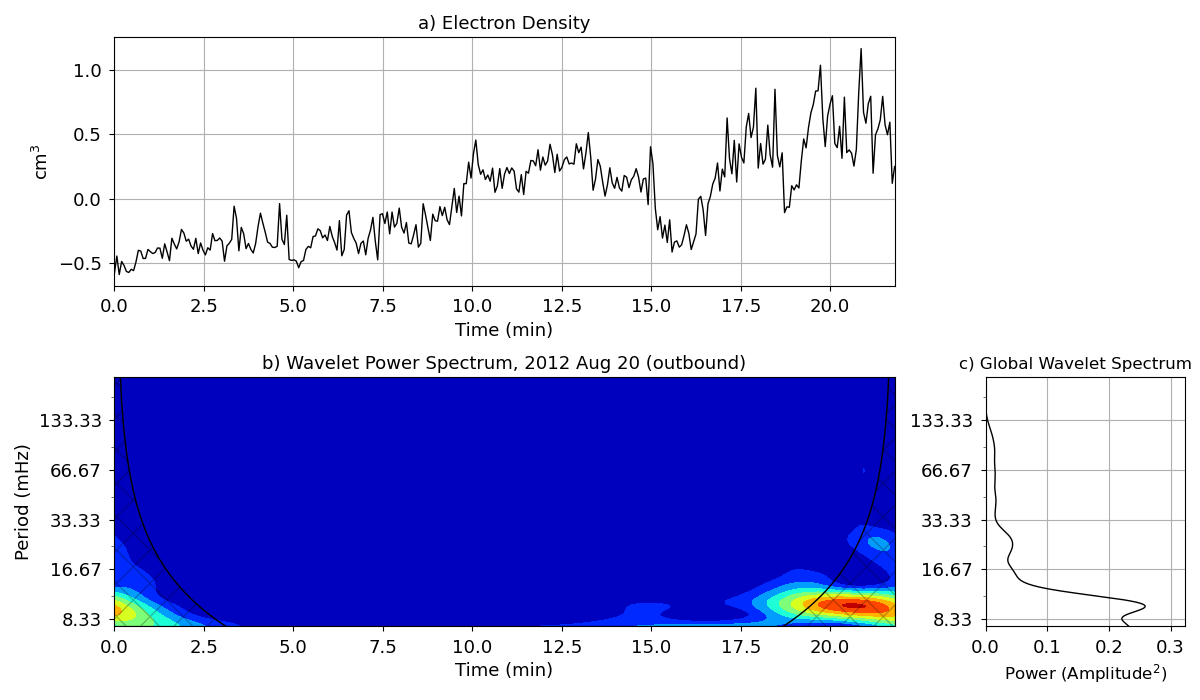 a) Electron Density
1.0
0.5
0.0
−0.5
cm³
0.0 2.5 5.0 7.5 10.0 12.5 15.0 17.5 20.0
Time (min)
b) Wavelet Power Spectrum, 2012 Aug 20 (outbound)
133.33
66.67
33.33
16.67
8.33
Period (mHz)
0.0 2.5 5.0 7.5 10.0 12.5 15.0 17.5 20.0
Time (min)
c) Global Wavelet Spectrum
133.33
66.67
33.33
16.67
8.33
0.0 0.1 0.2 0.3
Power (Amplitude²)